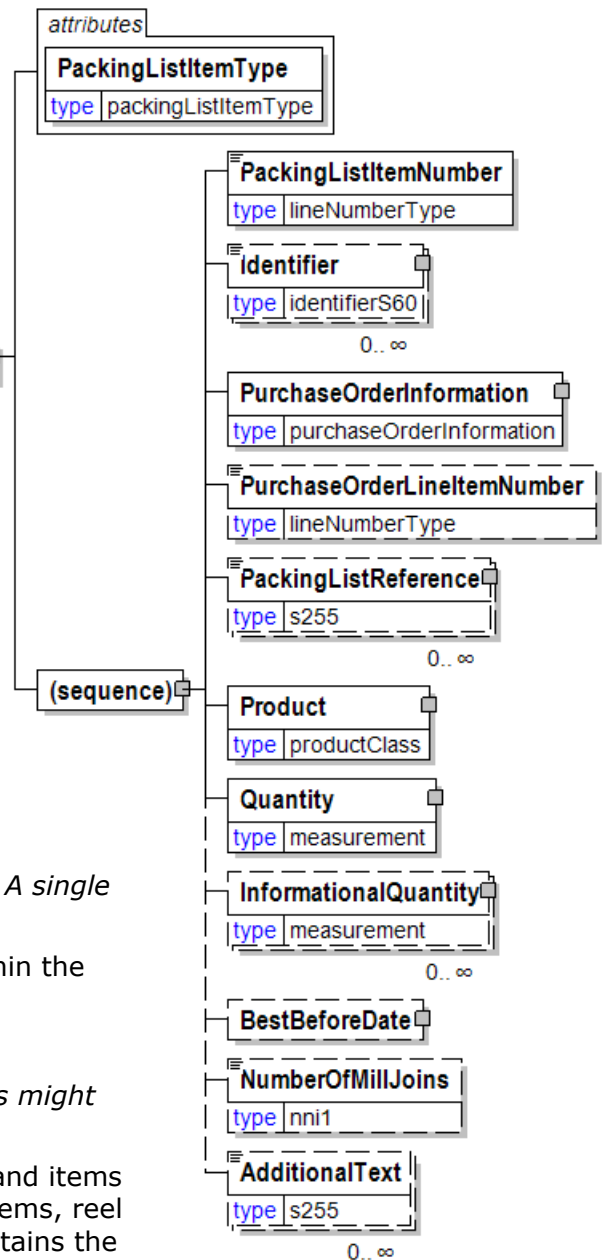 attributes
PackingListItemType
type packingListItemType
PackingListItemNumber
type lineNumberType
Identifier
type identifierS60
0.. ∞
PurchaseOrderInformation
type purchaseOrderInformation
PurchaseOrderLineItemNumber
type lineNumberType
PackingListReference
type s255
0.. ∞
(sequence)
Product
type productClass
Quantity
type measurement
A single
InformationalQuantity
type measurement
hin the
0.. ∞
BestBeforeDate
NumberOfMillJoins
s might
type nni1
and items
AdditionalText
ems, reel
type s255
tains the
0.. ∞